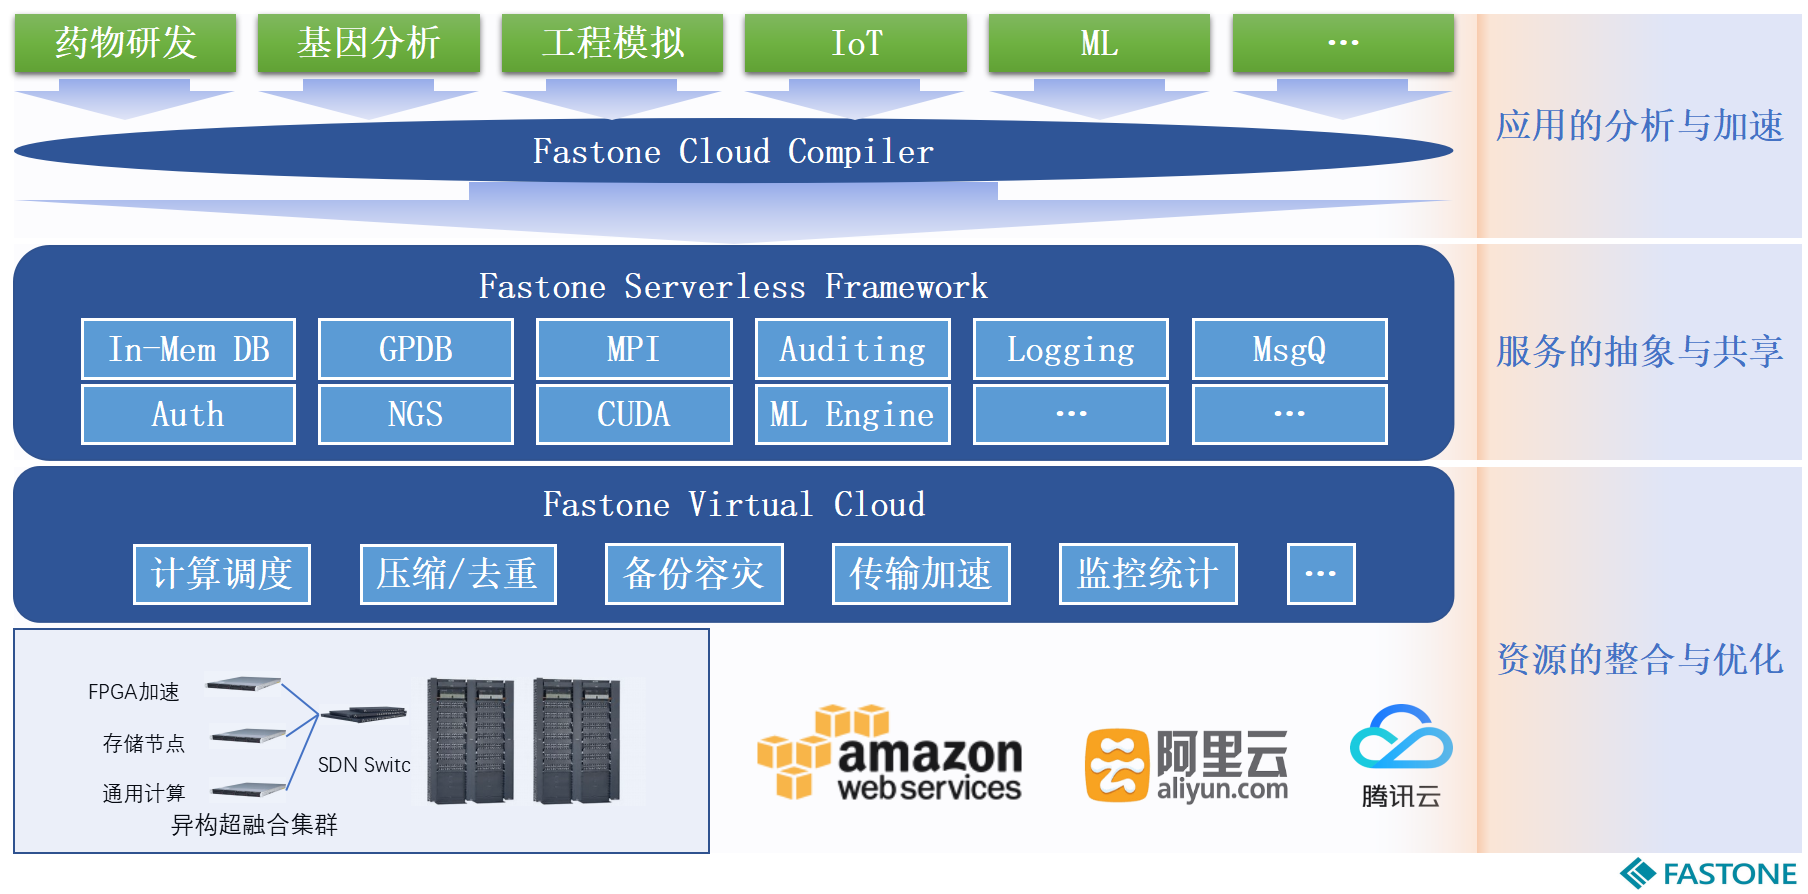 药物研发
基因分析
工程模拟
IoT
ML
…
Fastone Cloud Compiler
应用的分析与加速
Fastone Serverless Framework
In-Mem DB
GPDB
MPI
Auditing
Logging
MsgQ
Auth
NGS
CUDA
ML Engine
…
…
服务的抽象与共享
Fastone Virtual Cloud
计算调度
压缩/去重
备份容灾
传输加速
监控统计
…
资源的整合与优化
FPGA加速
存储节点
通用计算
SDN Switc
异构超融合集群
amazon
web services
阿里云
aliyun.com
腾讯云
FASTONE